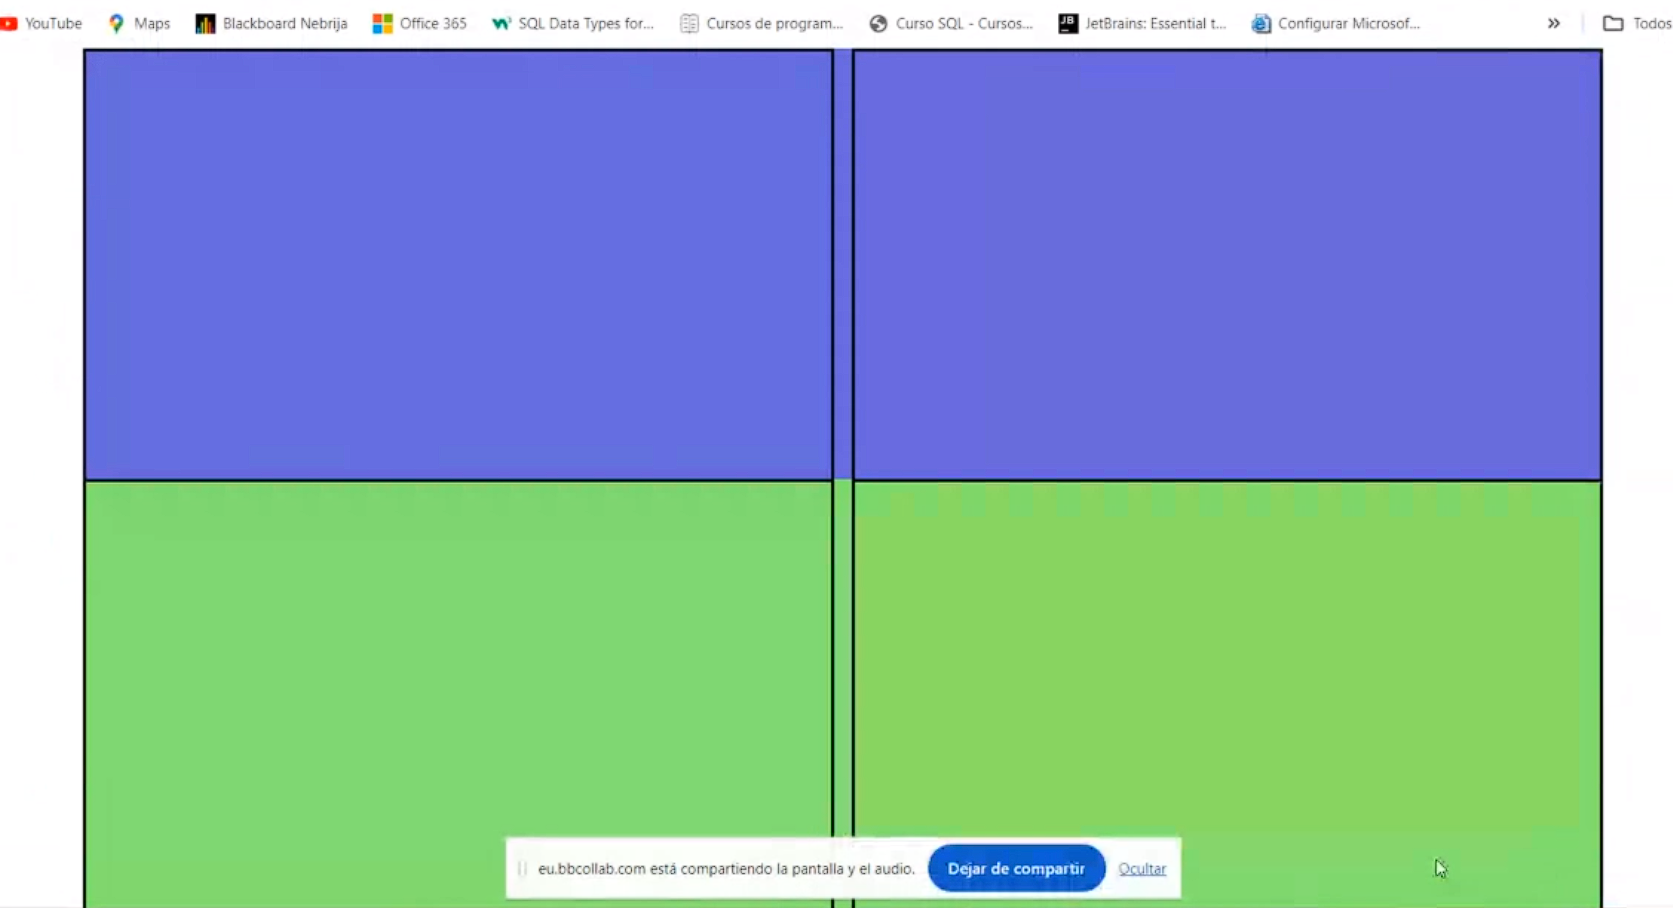 YouTube Maps Blackboard Nebrija Office 365 SQL Data Types for... Cursos de program... Curso SQL - Cursos... JetBrains: Essential t... Configurar Microsof... » Todos
eu.bbcollab.com está compartiendo la pantalla y el audio. Dejar de compartir Ocultar